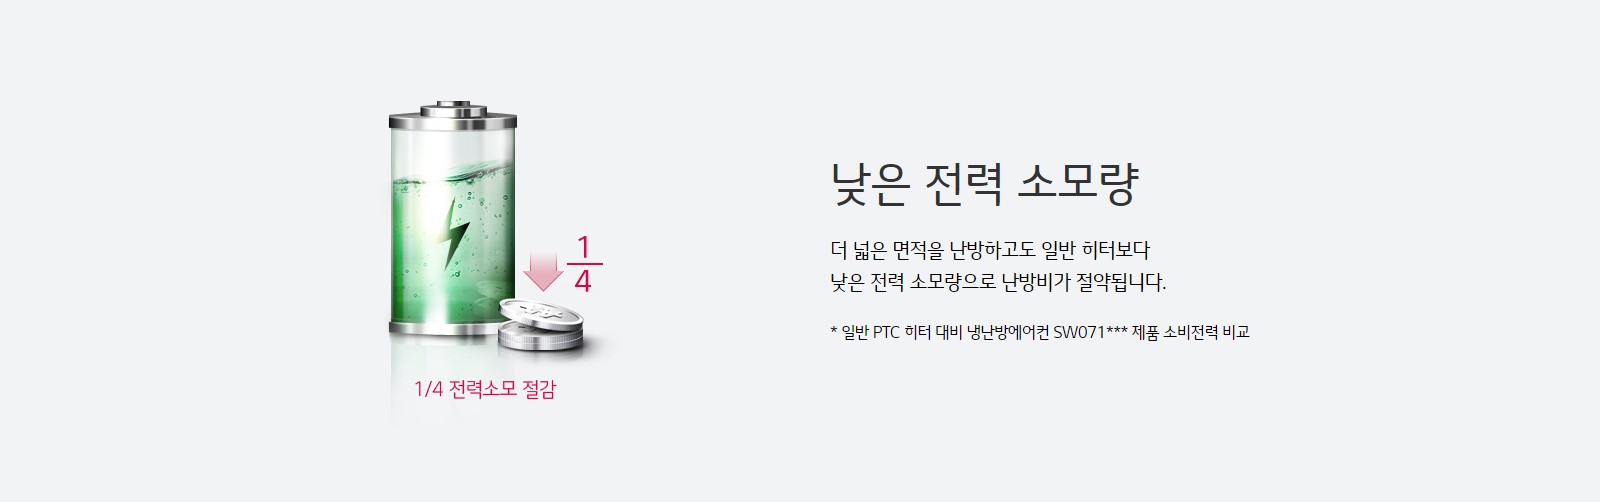 낮은 전력 소모량
더 넓은 면적을 난방하고도 일반 히터보다
낮은 전력 소모량으로 난방비가 절약됩니다.
* 일반 PTC 히터 대비 냉난방에어컨 SW071*** 제품 소비전력 비교
1
4
1/4 전력소모 절감